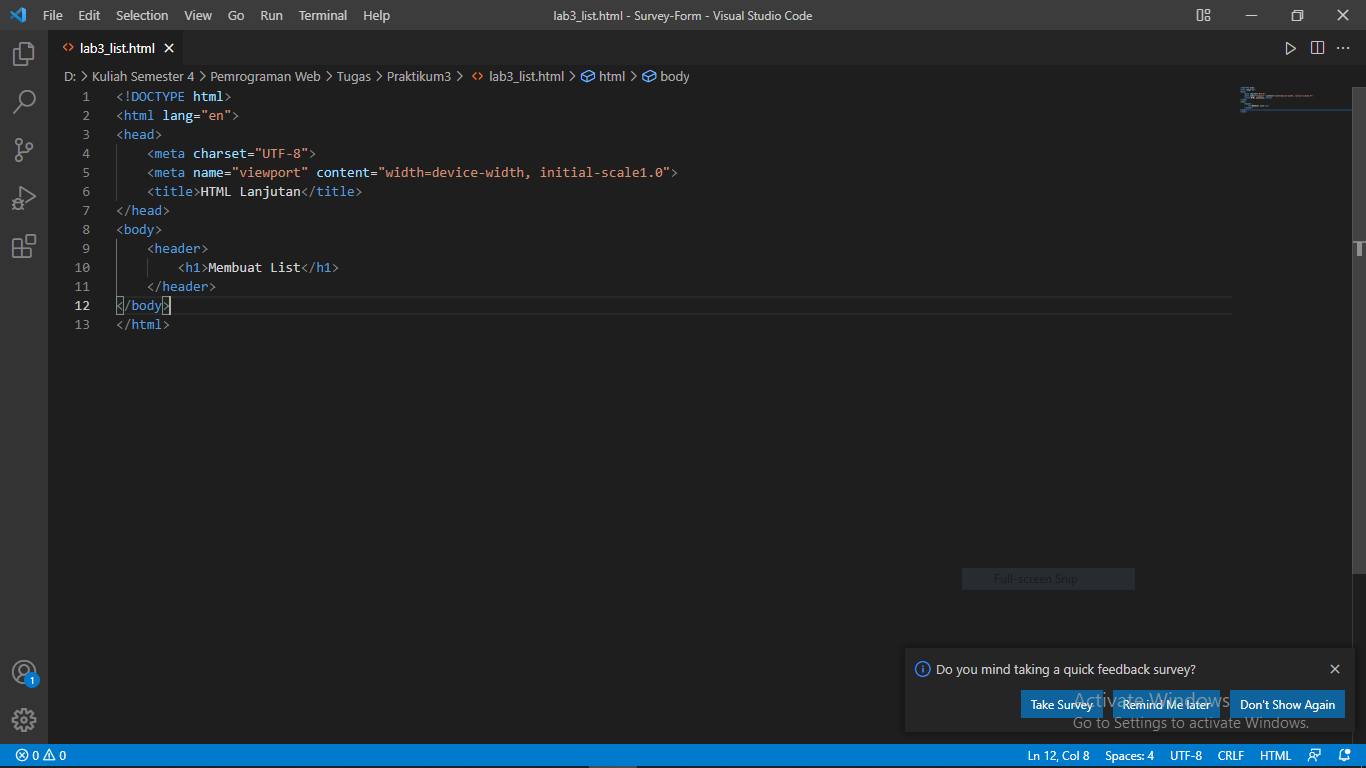 File Edit Selection View Go Run Terminal Help lab3_list.html - Survey-Form - Visual Studio Code
lab3_list.html
D: > Kuliah Semester 4 > Pemrograman Web > Tugas > Praktikum3 > lab3_list.html > html > body
1 <!DOCTYPE html>
2 <html lang="en">
3 <head>
4 <meta charset="UTF-8">
5 <meta name="viewport" content="width=device-width, initial-scale1.0">
6 <title>HTML Lanjutan</title>
7 </head>
8 <body>
9 <header>
10 <h1>Membuat List</h1>
11 </header>
12 </body>
13 </html>
Full-screen Snip
Do you mind taking a quick feedback survey?
Take Survey Remind Me later Don't Show Again
Activate Windows
Go to Settings to activate Windows.
1
0 0 Ln 12, Col 8 Spaces: 4 UTF-8 CRLF HTML